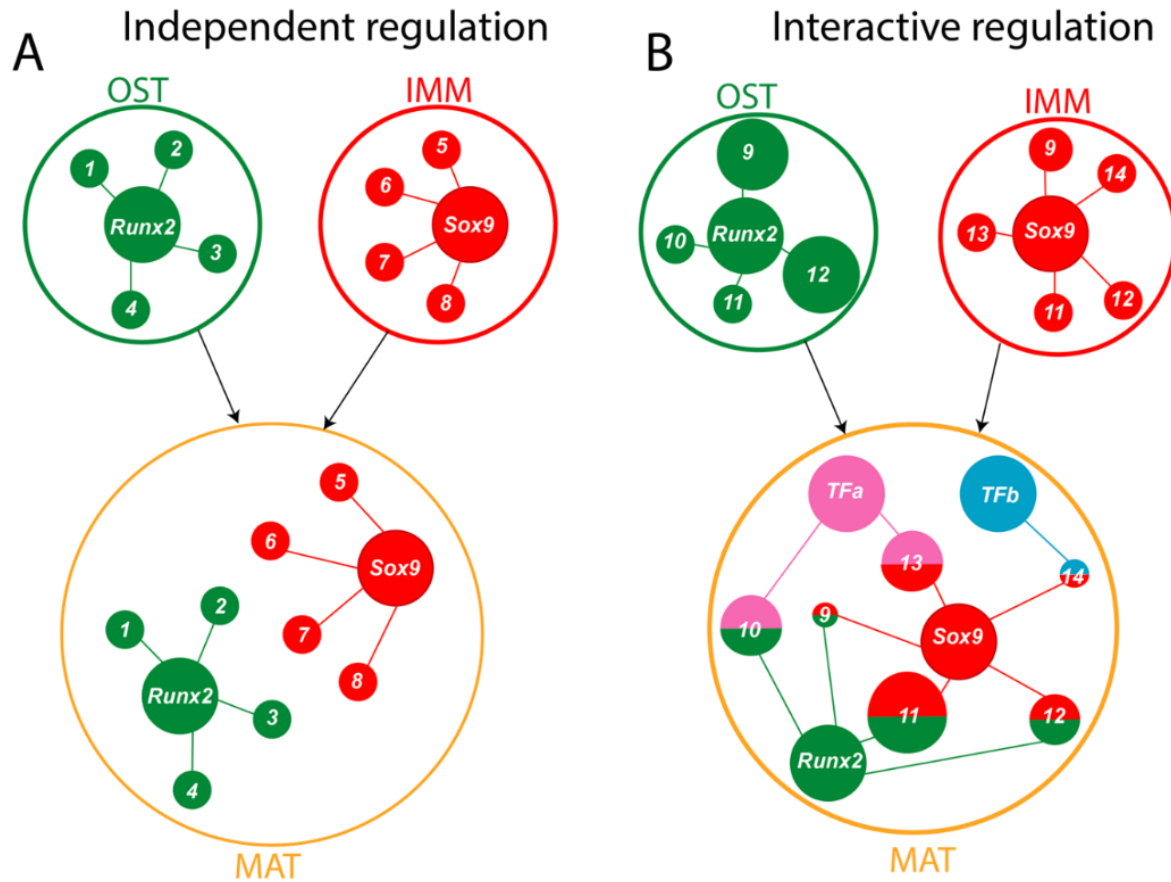 Independent regulation
Interactive regulation
A
B
OST
IMM
OST
IMM
1
2
Runx2
3
4
5
6
Sox9
7
8
9
Runx2
10
11
12
9
14
13
Sox9
11
12
5
6
Sox9
7
8
1
2
Runx2
3
4
MAT
TFa
TFb
13
14
10
9
Sox9
11
12
Runx2
MAT